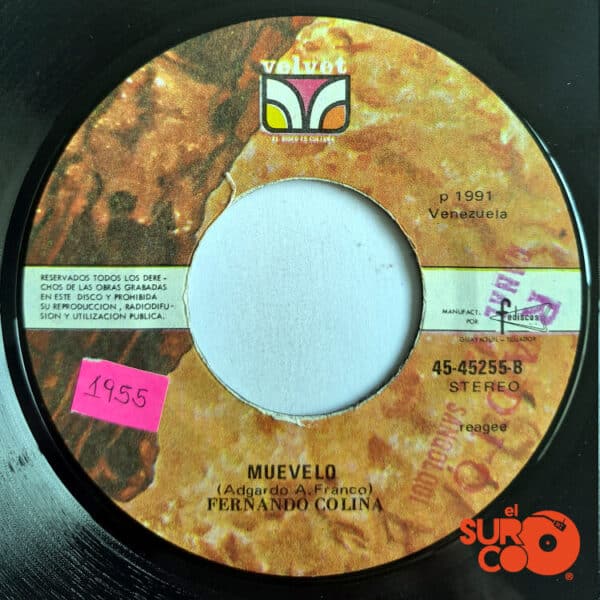 velvet
EL DISCO ES CULTURA
p 1991
Venezuela
RESERVADOS TODOS LOS DERE-
CHOS DE LAS OBRAS GRABADAS
EN ESTE DISCO Y PROHIBIDA
SU REPRODUCCION, RADIODIFU-
SION Y UTILIZACION PUBLICA.
MANUFACT.
POR
fediscos
GUAYAQUIL - ECUADOR
45-45255-B
STEREO
1955
reagee
MUEVELO
(Adgardo A. Franco)
FERNANDO COLINA
el
SURCO